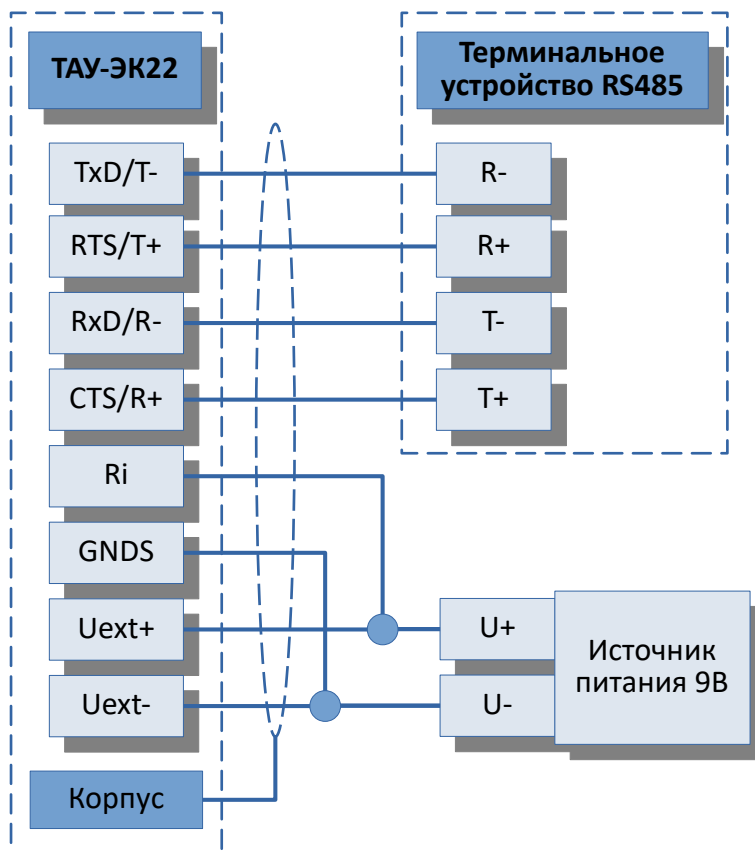 ТАУ-ЭК22
Терминальное
устройство RS485
TxD/T-
R-
RTS/T+
R+
RxD/R-
T-
CTS/R+
T+
Ri
GNDS
Uext+
U+
Источник
питания 9В
Uext-
U-
Корпус